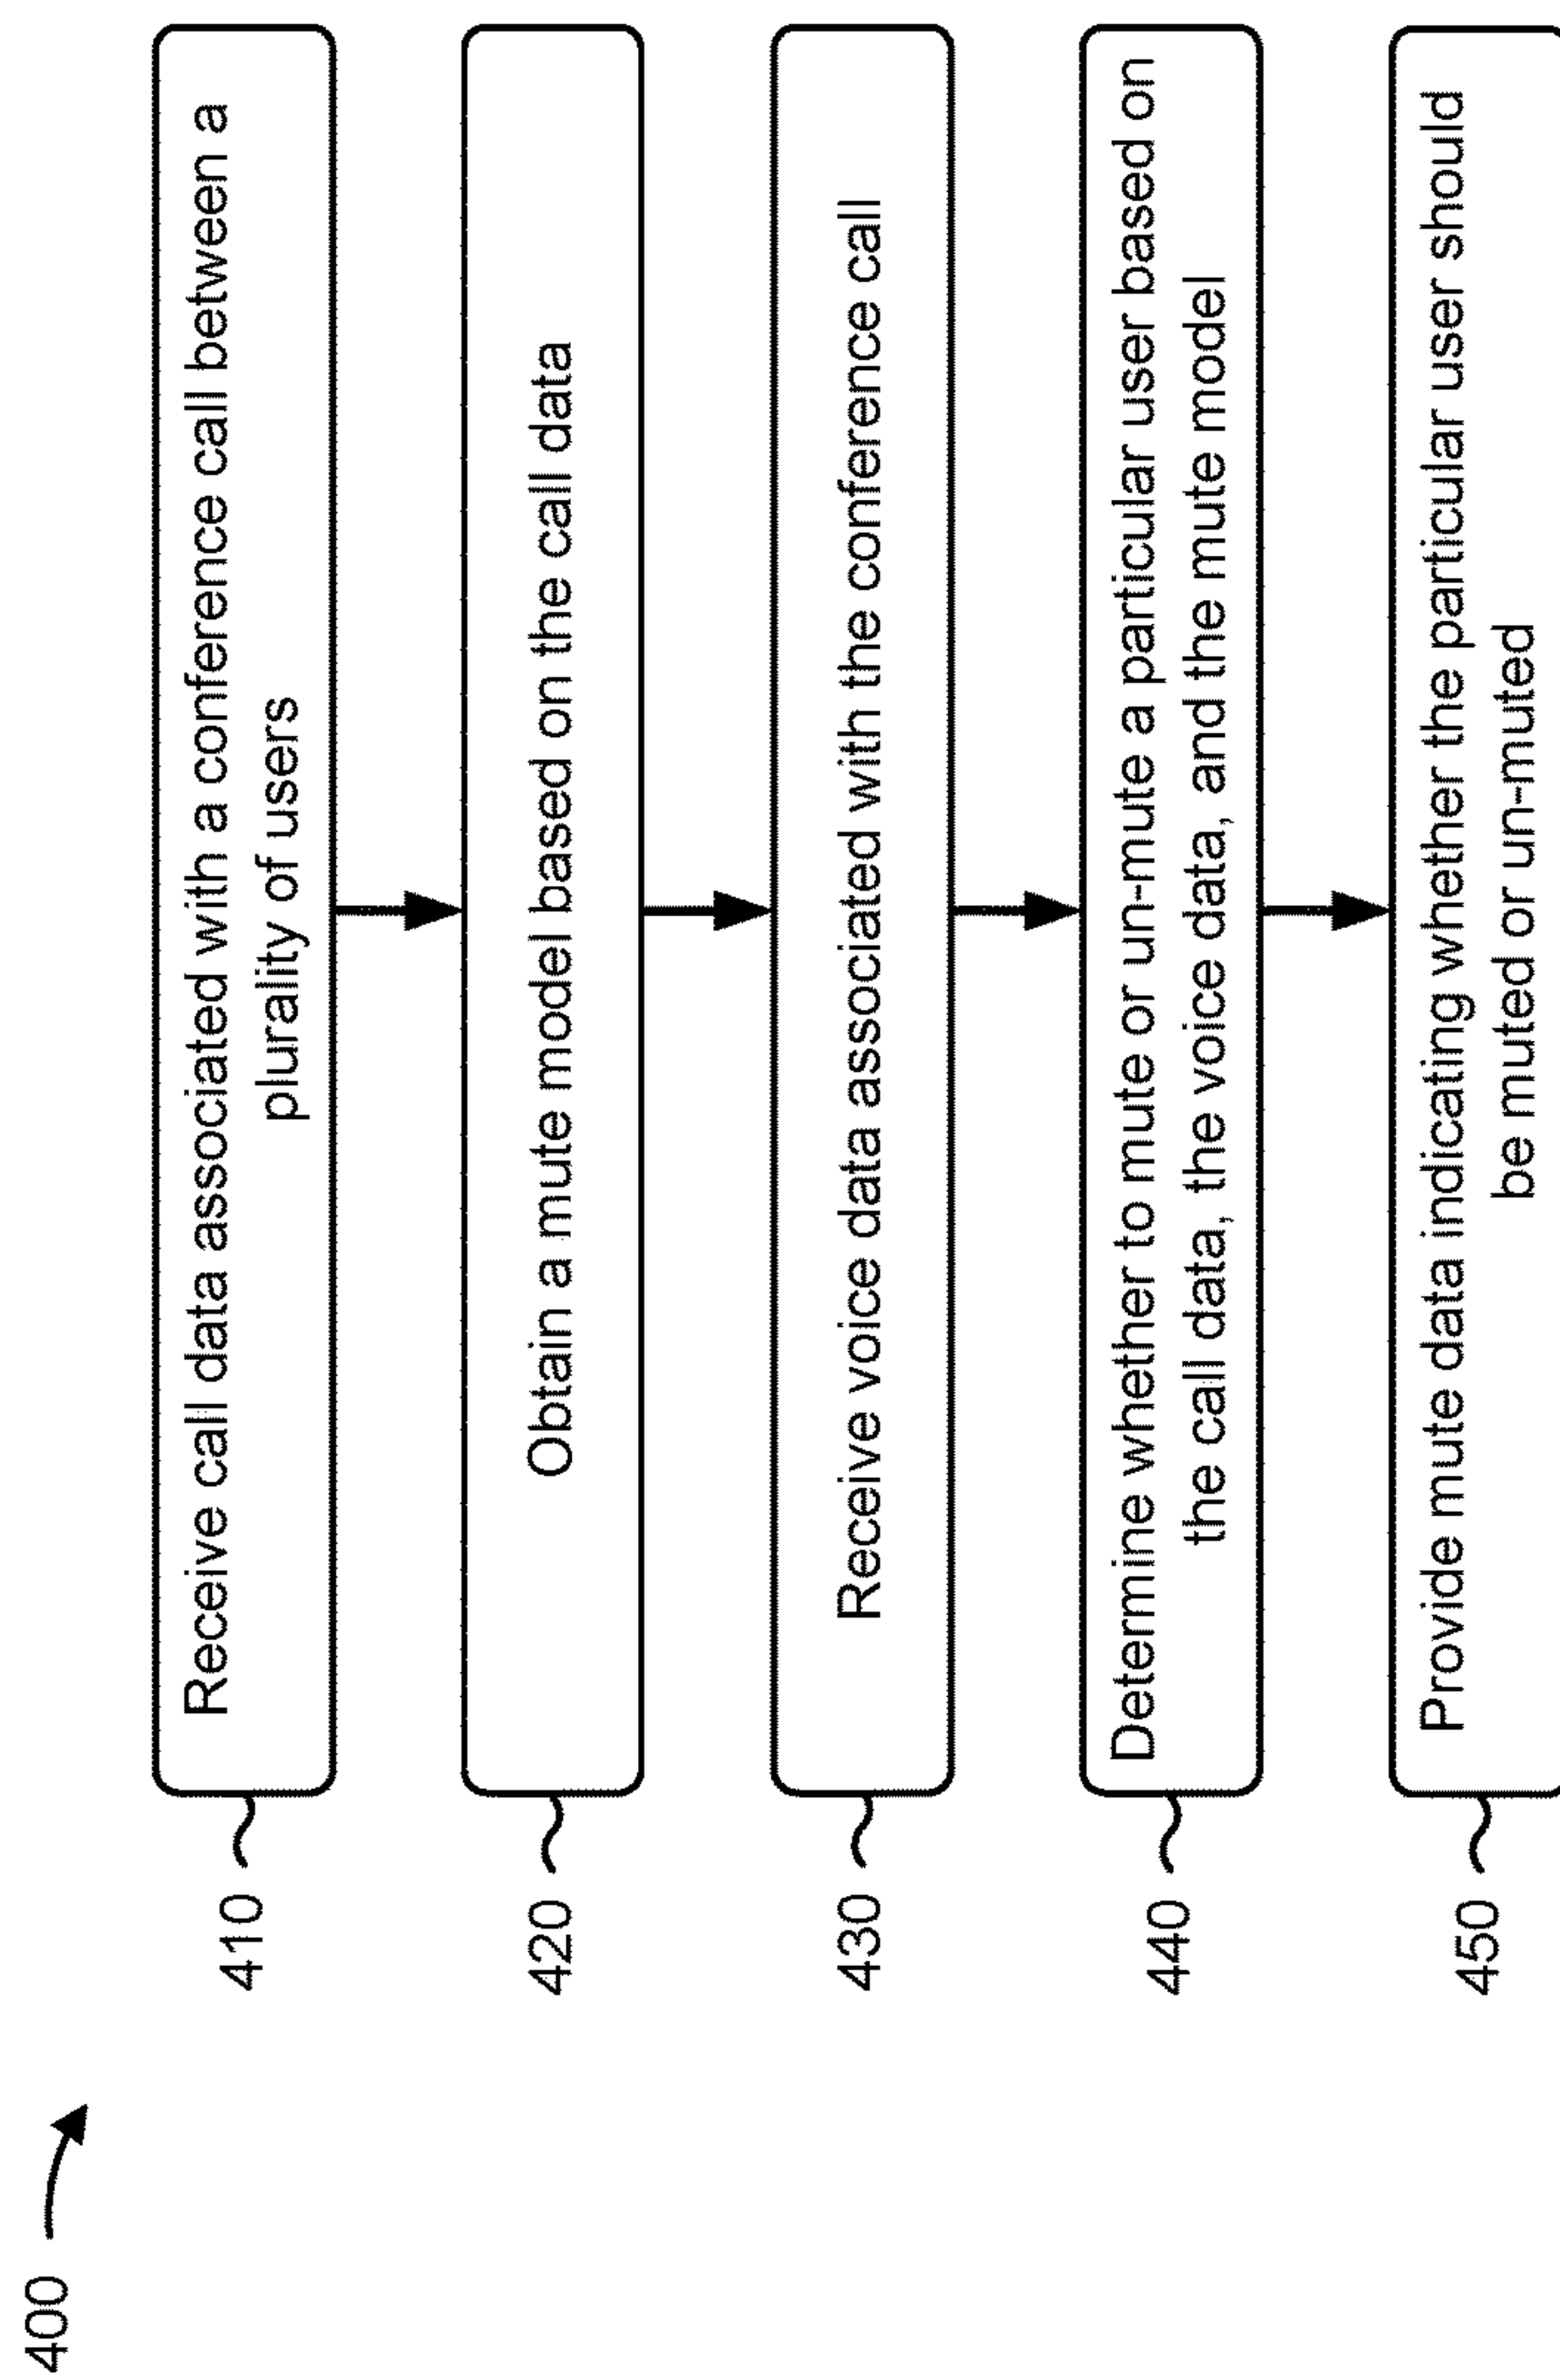 400
410
Receive call data associated with a conference call between a
plurality of users
420
Obtain a mute model based on the call data
430
Receive voice data associated with the conference call
440
Determine whether to mute or un-mute a particular user based on
the call data, the voice data, and the mute model
450
Provide mute data indicating whether the particular user should
be muted or un-muted